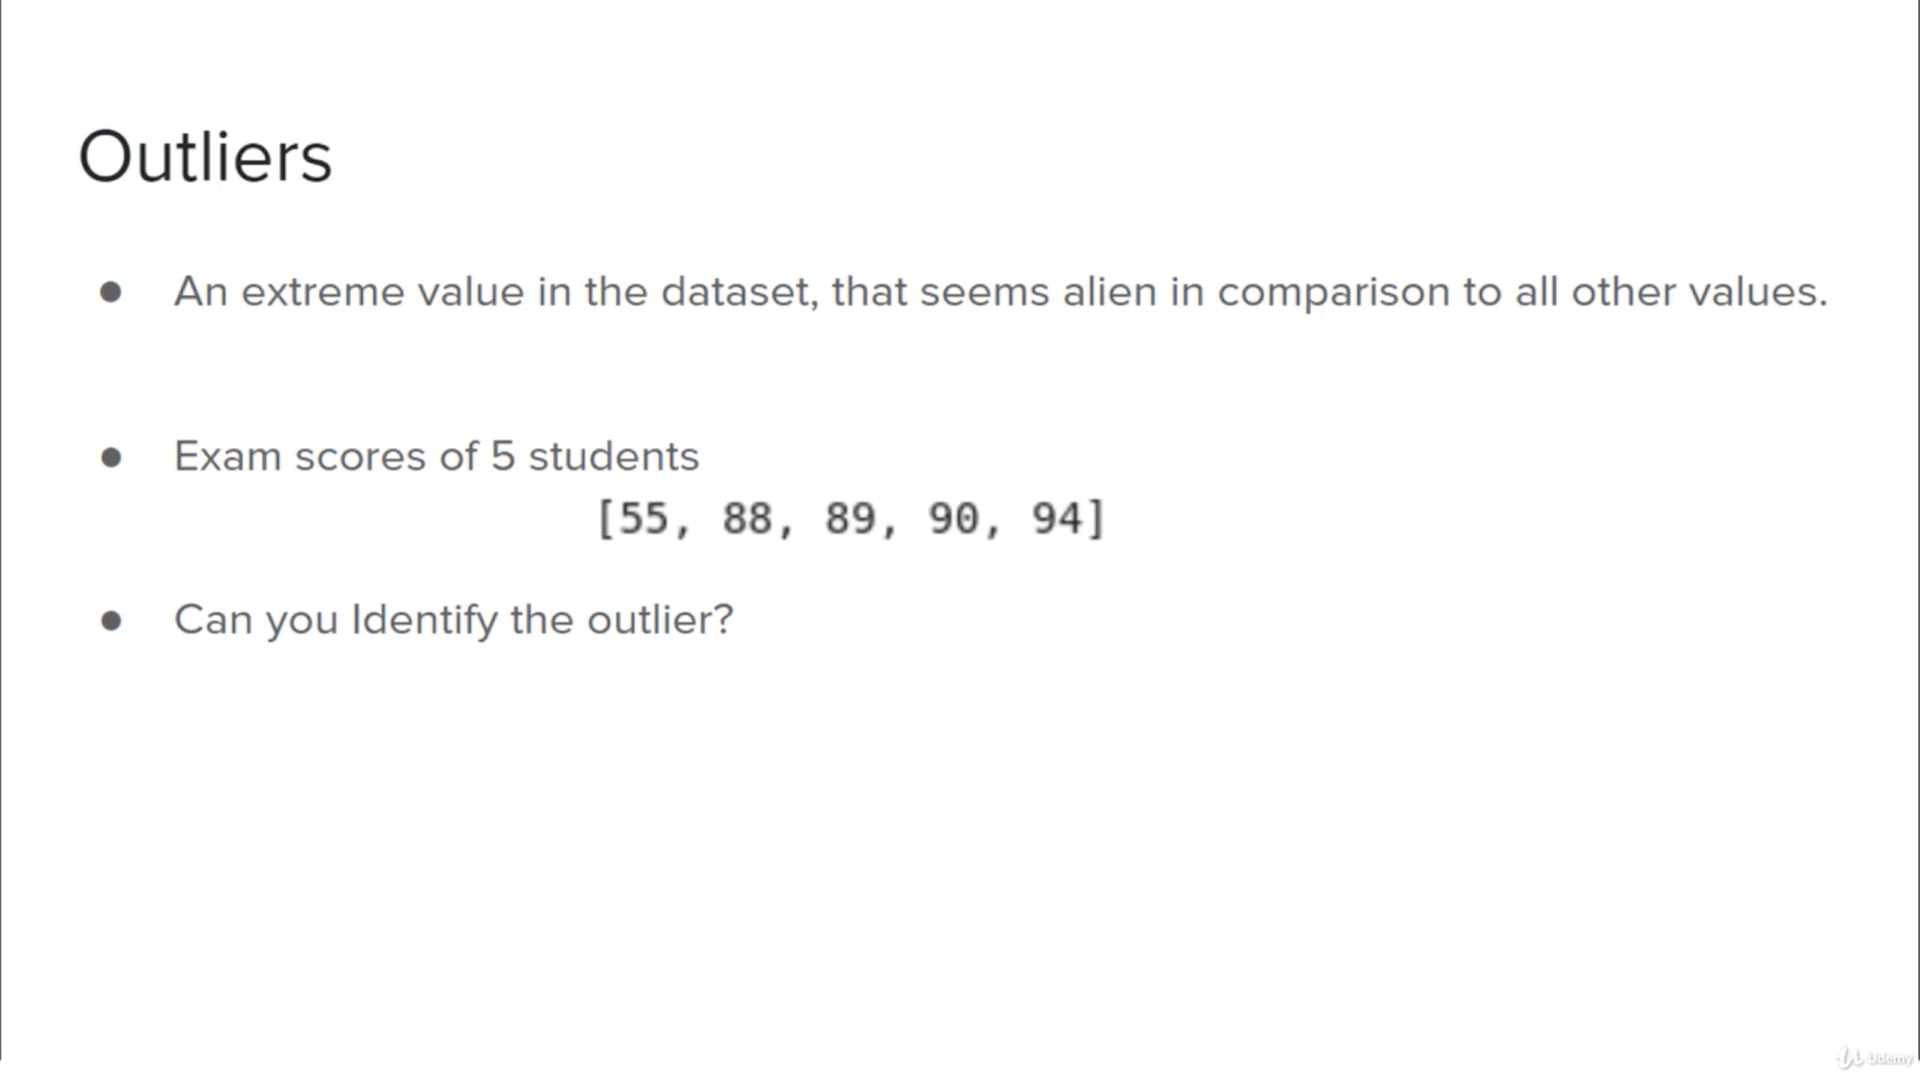 Outliers
● An extreme value in the dataset, that seems alien in comparison to all other values.
● Exam scores of 5 students
[55, 88, 89, 90, 94]
● Can you Identify the outlier?
Udemy